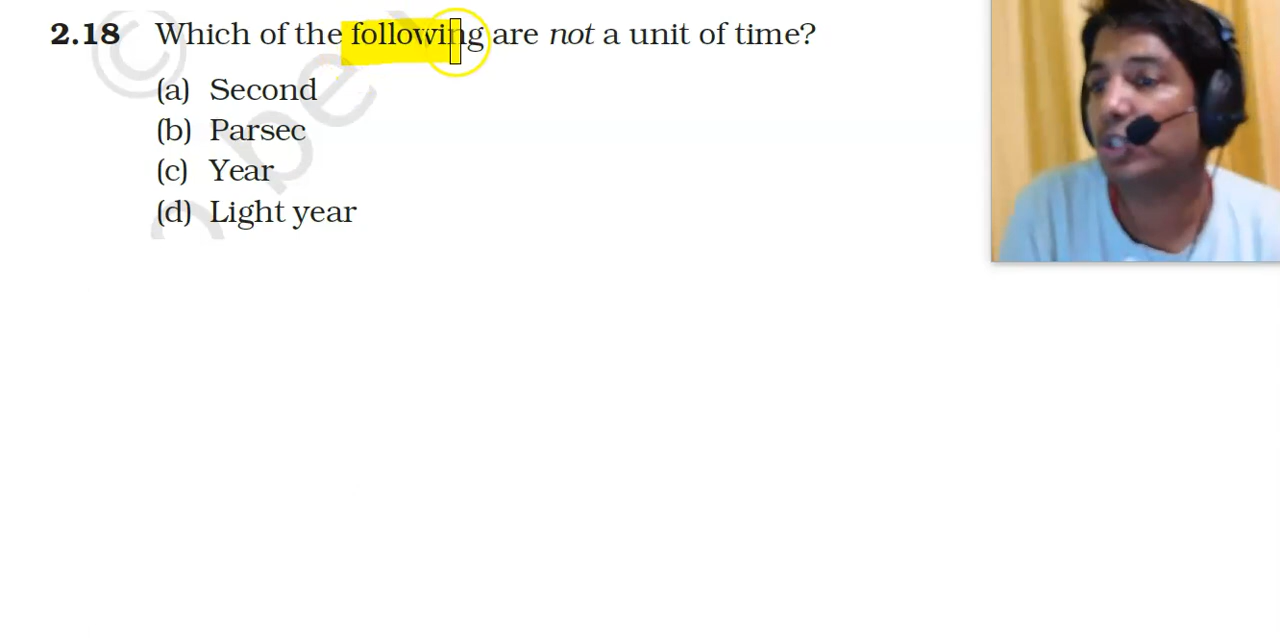 2.18 Which of the following are not a unit of time?
(a) Second
(b) Parsec
(c) Year
(d) Light year